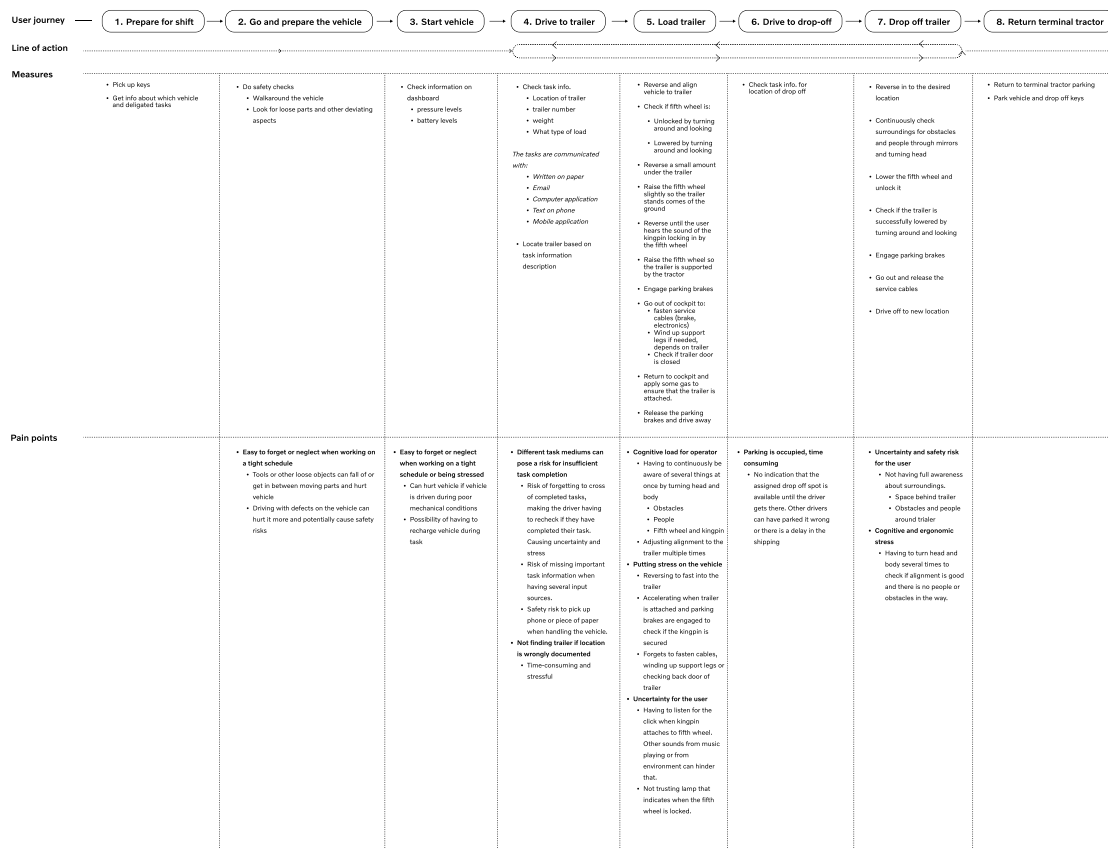 User journey
1. Prepare for shift
2. Go and prepare the vehicle
3. Start vehicle
4. Drive to trailer
5. Load trailer
6. Drive to drop-off
7. Drop off trailer
8. Return terminal tractor
Line of action
Measures
• Pick up keys
• Get info about which vehicle
and deligated tasks
• Do safety checks
• Walkaround the vehicle
• Look for loose parts and other deviating
aspects
• Check information on
dashboard
• pressure levels
• battery levels
• Check task info.
• Location of trailer
• trailer number
• weight
• What type of load
The tasks are communicated
with:
• Written on paper
• Email
• Computer application
• Text on phone
• Mobile application
• Locate trailer based on
task information
description
• Reverse and align
vehicle to trailer
• Check if fifth wheel is:
• Unlocked by turning
around and looking
• Lowered by turning
around and looking
• Reverse a small amount
under the trailer
• Raise the fifth wheel
slightly so the trailer
stands comes of the
ground
• Reverse until the user
hears the sound of the
kingpin locking in by
the fifth wheel
• Raise the fifth wheel so
the trailer is supported
by the tractor
• Engage parking brakes
• Go out of cockpit to:
• fasten service
cables (brake,
electronics)
• Wind up support
legs if needed,
depends on trailer
• Check if trailer door
is closed
• Return to cockpit and
apply some gas to
ensure that the trailer is
attached.
• Release the parking
brakes and drive away
• Check task info. for
location of drop off
• Reverse in to the desired
location
• Continuously check
surroundings for obstacles
and people through mirrors
and turning head
• Lower the fifth wheel and
unlock it
• Check if the trailer is
successfully lowered by
turning around and looking
• Engage parking brakes
• Go out and release the
service cables
• Drive off to new location
• Return to terminal tractor parking
• Park vehicle and drop off keys
Pain points
• Easy to forget or neglect when working on
a tight schedule
• Tools or other loose objects can fall of or
get in between moving parts and hurt
vehicle
• Driving with defects on the vehicle can
hurt it more and potentially cause safety
risks
• Easy to forget or neglect
when working on a tight
schedule or being stressed
• Can hurt vehicle if vehicle
is driven during poor
mechanical conditions
• Possibility of having to
recharge vehicle during
task
• Different task mediums can
pose a risk for insufficient
task completion
• Risk of forgetting to cross
of completed tasks,
making the driver having
to recheck if they have
completed their task.
Causing uncertainty and
stress
• Risk of missing important
task information when
having several input
sources.
• Safety risk to pick up
phone or piece of paper
when handling the vehicle.
• Not finding trailer if location
is wrongly documented
• Time-consuming and
stressful
• Cognitive load for operator
• Having to continuously be
aware of several things at
once by turning head and
body
• Obstacles
• People
• Fifth wheel and kingpin
• Adjusting alignment to the
trailer multiple times
• Putting stress on the vehicle
• Reversing to fast into the
trailer
• Accelerating when trailer
is attached and parking
brakes are engaged to
check if the kingpin is
secured
• Forgets to fasten cables,
winding up support legs or
checking back door of
trailer
• Uncertainty for the user
• Having to listen for the
click when kingpin
attaches to fifth wheel.
Other sounds from music
playing or from
environment can hinder
that.
• Not trusting lamp that
indicates when the fifth
wheel is locked.
• Parking is occupied, time
consuming
• No indication that the
assigned drop off spot is
available until the driver
gets there. Other drivers
can have parked it wrong
or there is a delay in the
shipping
• Uncertainty and safety risk
for the user
• Not having full awareness
about surroundings.
• Space behind trailer
• Obstacles and people
around trialer
• Cognitive and ergonomic
stress
• Having to turn head and
body several times to
check if alignment is good
and there is no people or
obstacles in the way.